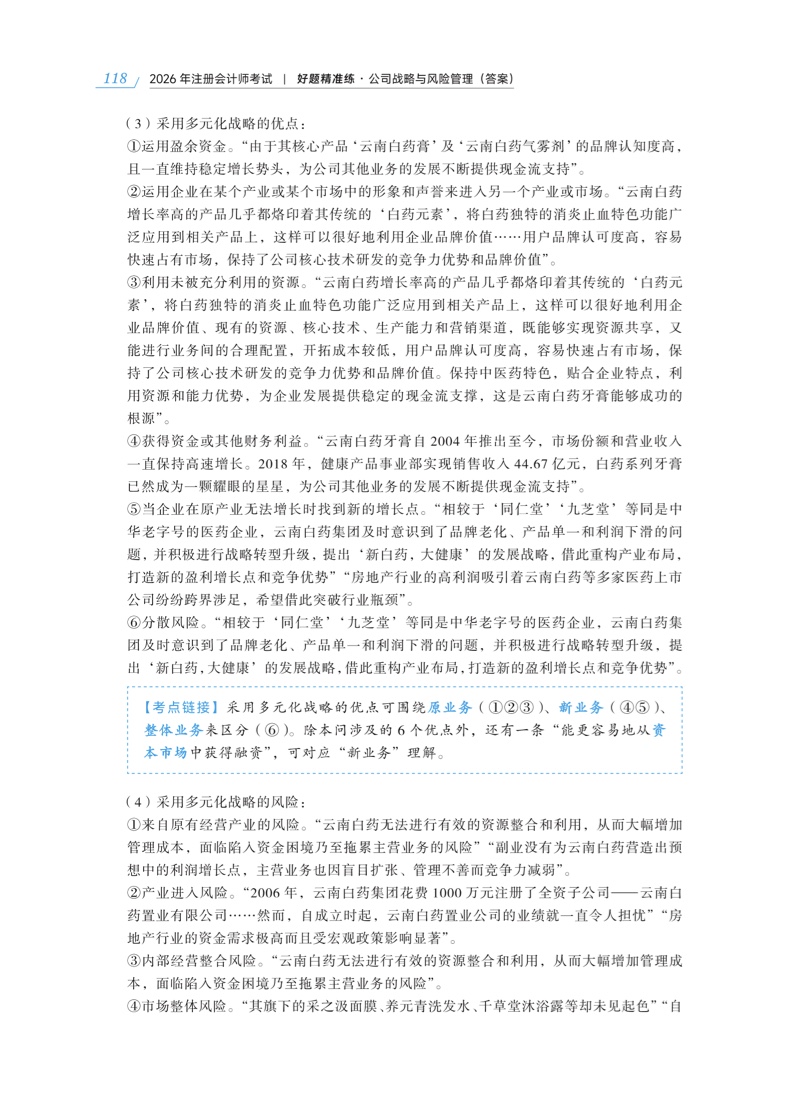 118 2026 年注册会计师考试 | 好题精准练·公司战略与风险管理（答案）
（3）采用多元化战略的优点：
①运用盈余资金。“由于其核心产品‘云南白药膏’及‘云南白药气雾剂’的品牌认知度高，
且一直维持稳定增长势头，为公司其他业务的发展不断提供现金流支持”。
②运用企业在某个产业或某个市场中的形象和声誉来进入另一个产业或市场。“云南白药
增长率高的产品几乎都烙印着其传统的‘白药元素’，将白药独特的消炎止血特色功能广
泛应用到相关产品上，这样可以很好地利用企业品牌价值……用户品牌认可度高，容易
快速占有市场，保持了公司核心技术研发的竞争力优势和品牌价值”。
③利用未被充分利用的资源。“云南白药增长率高的产品几乎都烙印着其传统的‘白药元
素’，将白药独特的消炎止血特色功能广泛应用到相关产品上，这样可以很好地利用企
业品牌价值、现有的资源、核心技术、生产能力和营销渠道，既能够实现资源共享，又
能进行业务间的合理配置，开拓成本较低，用户品牌认可度高，容易快速占有市场，保
持了公司核心技术研发的竞争力优势和品牌价值。保持中医药特色，贴合企业特点，利
用资源和能力优势，为企业发展提供稳定的现金流支撑，这是云南白药牙膏能够成功的
根源”。
④获得资金或其他财务利益。“云南白药牙膏自 2004 年推出至今，市场份额和营业收入
一直保持高速增长。2018 年，健康产品事业部实现销售收入 44.67 亿元，白药系列牙膏
已然成为一颗耀眼的星星，为公司其他业务的发展不断提供现金流支持”。
⑤当企业在原产业无法增长时找到新的增长点。“相较于‘同仁堂’‘九芝堂’等同是中
华老字号的医药企业，云南白药集团及时意识到了品牌老化、产品单一和利润下滑的问
题，并积极进行战略转型升级，提出‘新白药，大健康’的发展战略，借此重构产业布局，
打造新的盈利增长点和竞争优势”“房地产行业的高利润吸引着云南白药等多家医药上市
公司纷纷跨界涉足，希望借此突破行业瓶颈”。
⑥分散风险。“相较于‘同仁堂’‘九芝堂’等同是中华老字号的医药企业，云南白药集
团及时意识到了品牌老化、产品单一和利润下滑的问题，并积极进行战略转型升级，提
出‘新白药，大健康’的发展战略，借此重构产业布局，打造新的盈利增长点和竞争优势”。
【考点链接】采用多元化战略的优点可围绕原业务（①②③）、新业务（④⑤）、
整体业务来区分（⑥）。除本问涉及的 6 个优点外，还有一条“能更容易地从资
本市场中获得融资”，可对应“新业务”理解。
（4）采用多元化战略的风险：
①来自原有经营产业的风险。“云南白药无法进行有效的资源整合和利用，从而大幅增加
管理成本，面临陷入资金困境乃至拖累主营业务的风险”“副业没有为云南白药营造出预
想中的利润增长点，主营业务也因盲目扩张、管理不善而竞争力减弱”。
②产业进入风险。“2006 年，云南白药集团花费 1000 万元注册了全资子公司——云南白
药置业有限公司……然而，自成立时起，云南白药置业公司的业绩就一直令人担忧”“房
地产行业的资金需求极高而且受宏观政策影响显著”。
③内部经营整合风险。“云南白药无法进行有效的资源整合和利用，从而大幅增加管理成
本，面临陷入资金困境乃至拖累主营业务的风险”。
④市场整体风险。“其旗下的采之汲面膜、养元青洗发水、千草堂沐浴露等却未见起色”“自